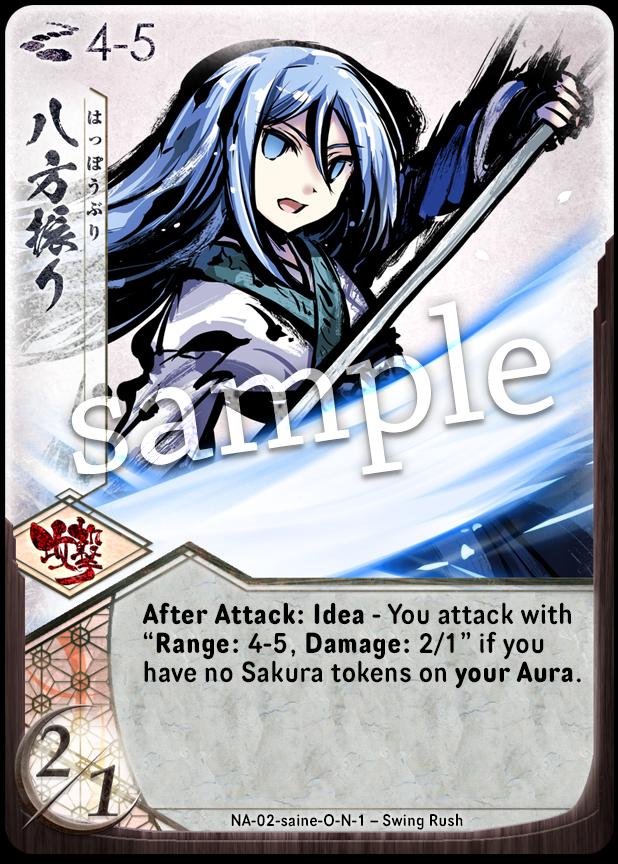 4-5
八方振り
はっぽうぶり
sample
攻撃
After Attack: Idea - You attack with
“Range: 4-5, Damage: 2/1” if you
have no Sakura tokens on your Aura.
2/1
NA-02-saine-O-N-1 – Swing Rush